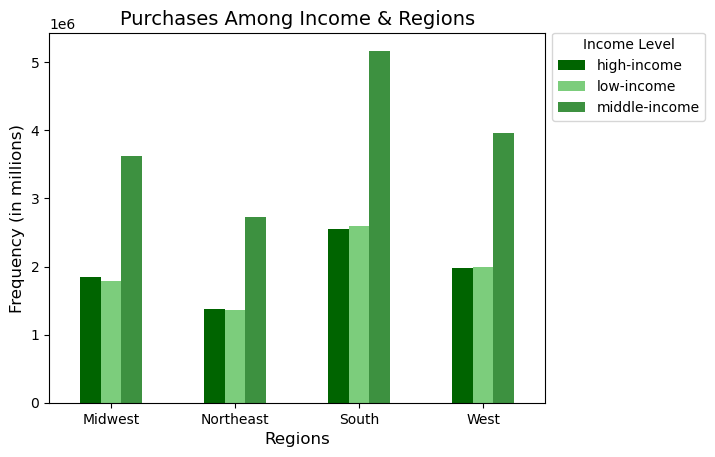 Purchases Among Income & Regions
1e6
Income Level
high-income
low-income
middle-income
Frequency (in millions)
5
4
3
2
1
0
Midwest Northeast South West
Regions